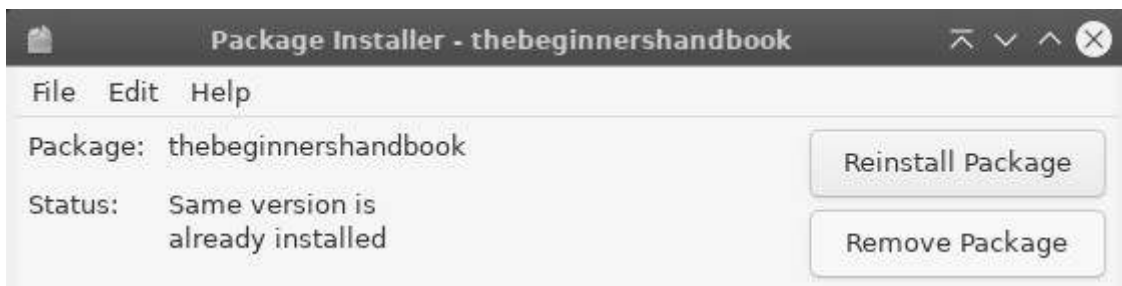 Package Installer - thebeginnershandbook
File Edit Help
Package: thebeginnershandbook
Reinstall Package
Status: Same version is
already installed
Remove Package